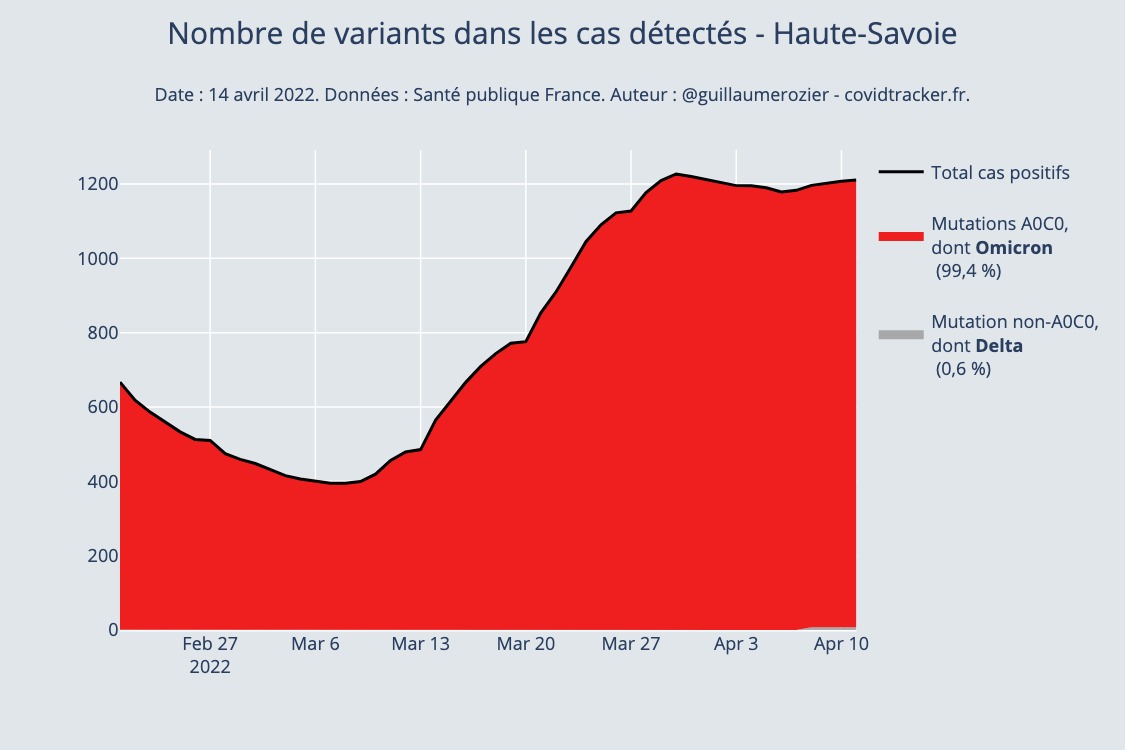 Nombre de variants dans les cas détectés - Haute-Savoie
Date : 14 avril 2022. Données : Santé publique France. Auteur : @guillaumerozier - covidtracker.fr.
1200
1000
800
600
400
200
0
Feb 27
2022
Mar 6
Mar 13
Mar 20
Mar 27
Apr 3
Apr 10
Total cas positifs
Mutations A0C0,
dont Omicron
(99,4 %)
Mutation non-A0C0,
dont Delta
(0,6 %)